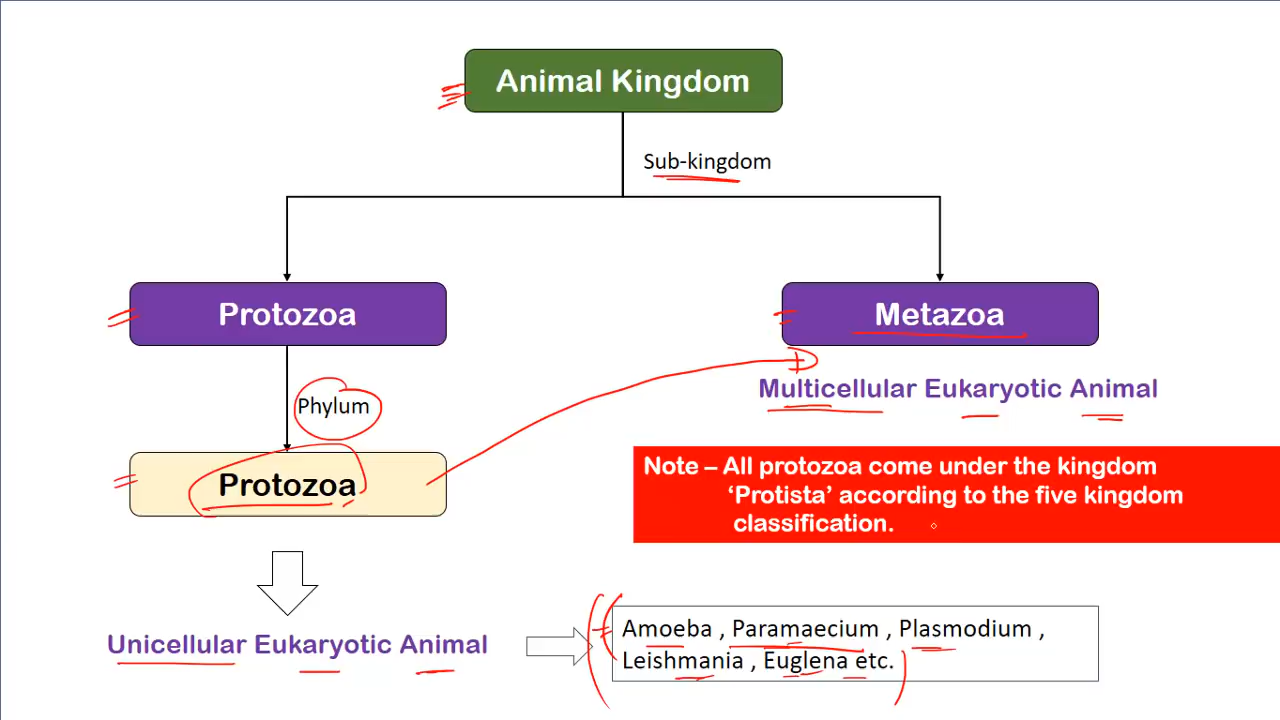 Animal Kingdom
Sub-kingdom
Protozoa
Metazoa
Phylum
Multicellular Eukaryotic Animal
Protozoa
Note – All protozoa come under the kingdom
‘Protista’ according to the five kingdom
classification.
Unicellular Eukaryotic Animal
Amoeba , Paramaecium , Plasmodium ,
Leishmania , Euglena etc.